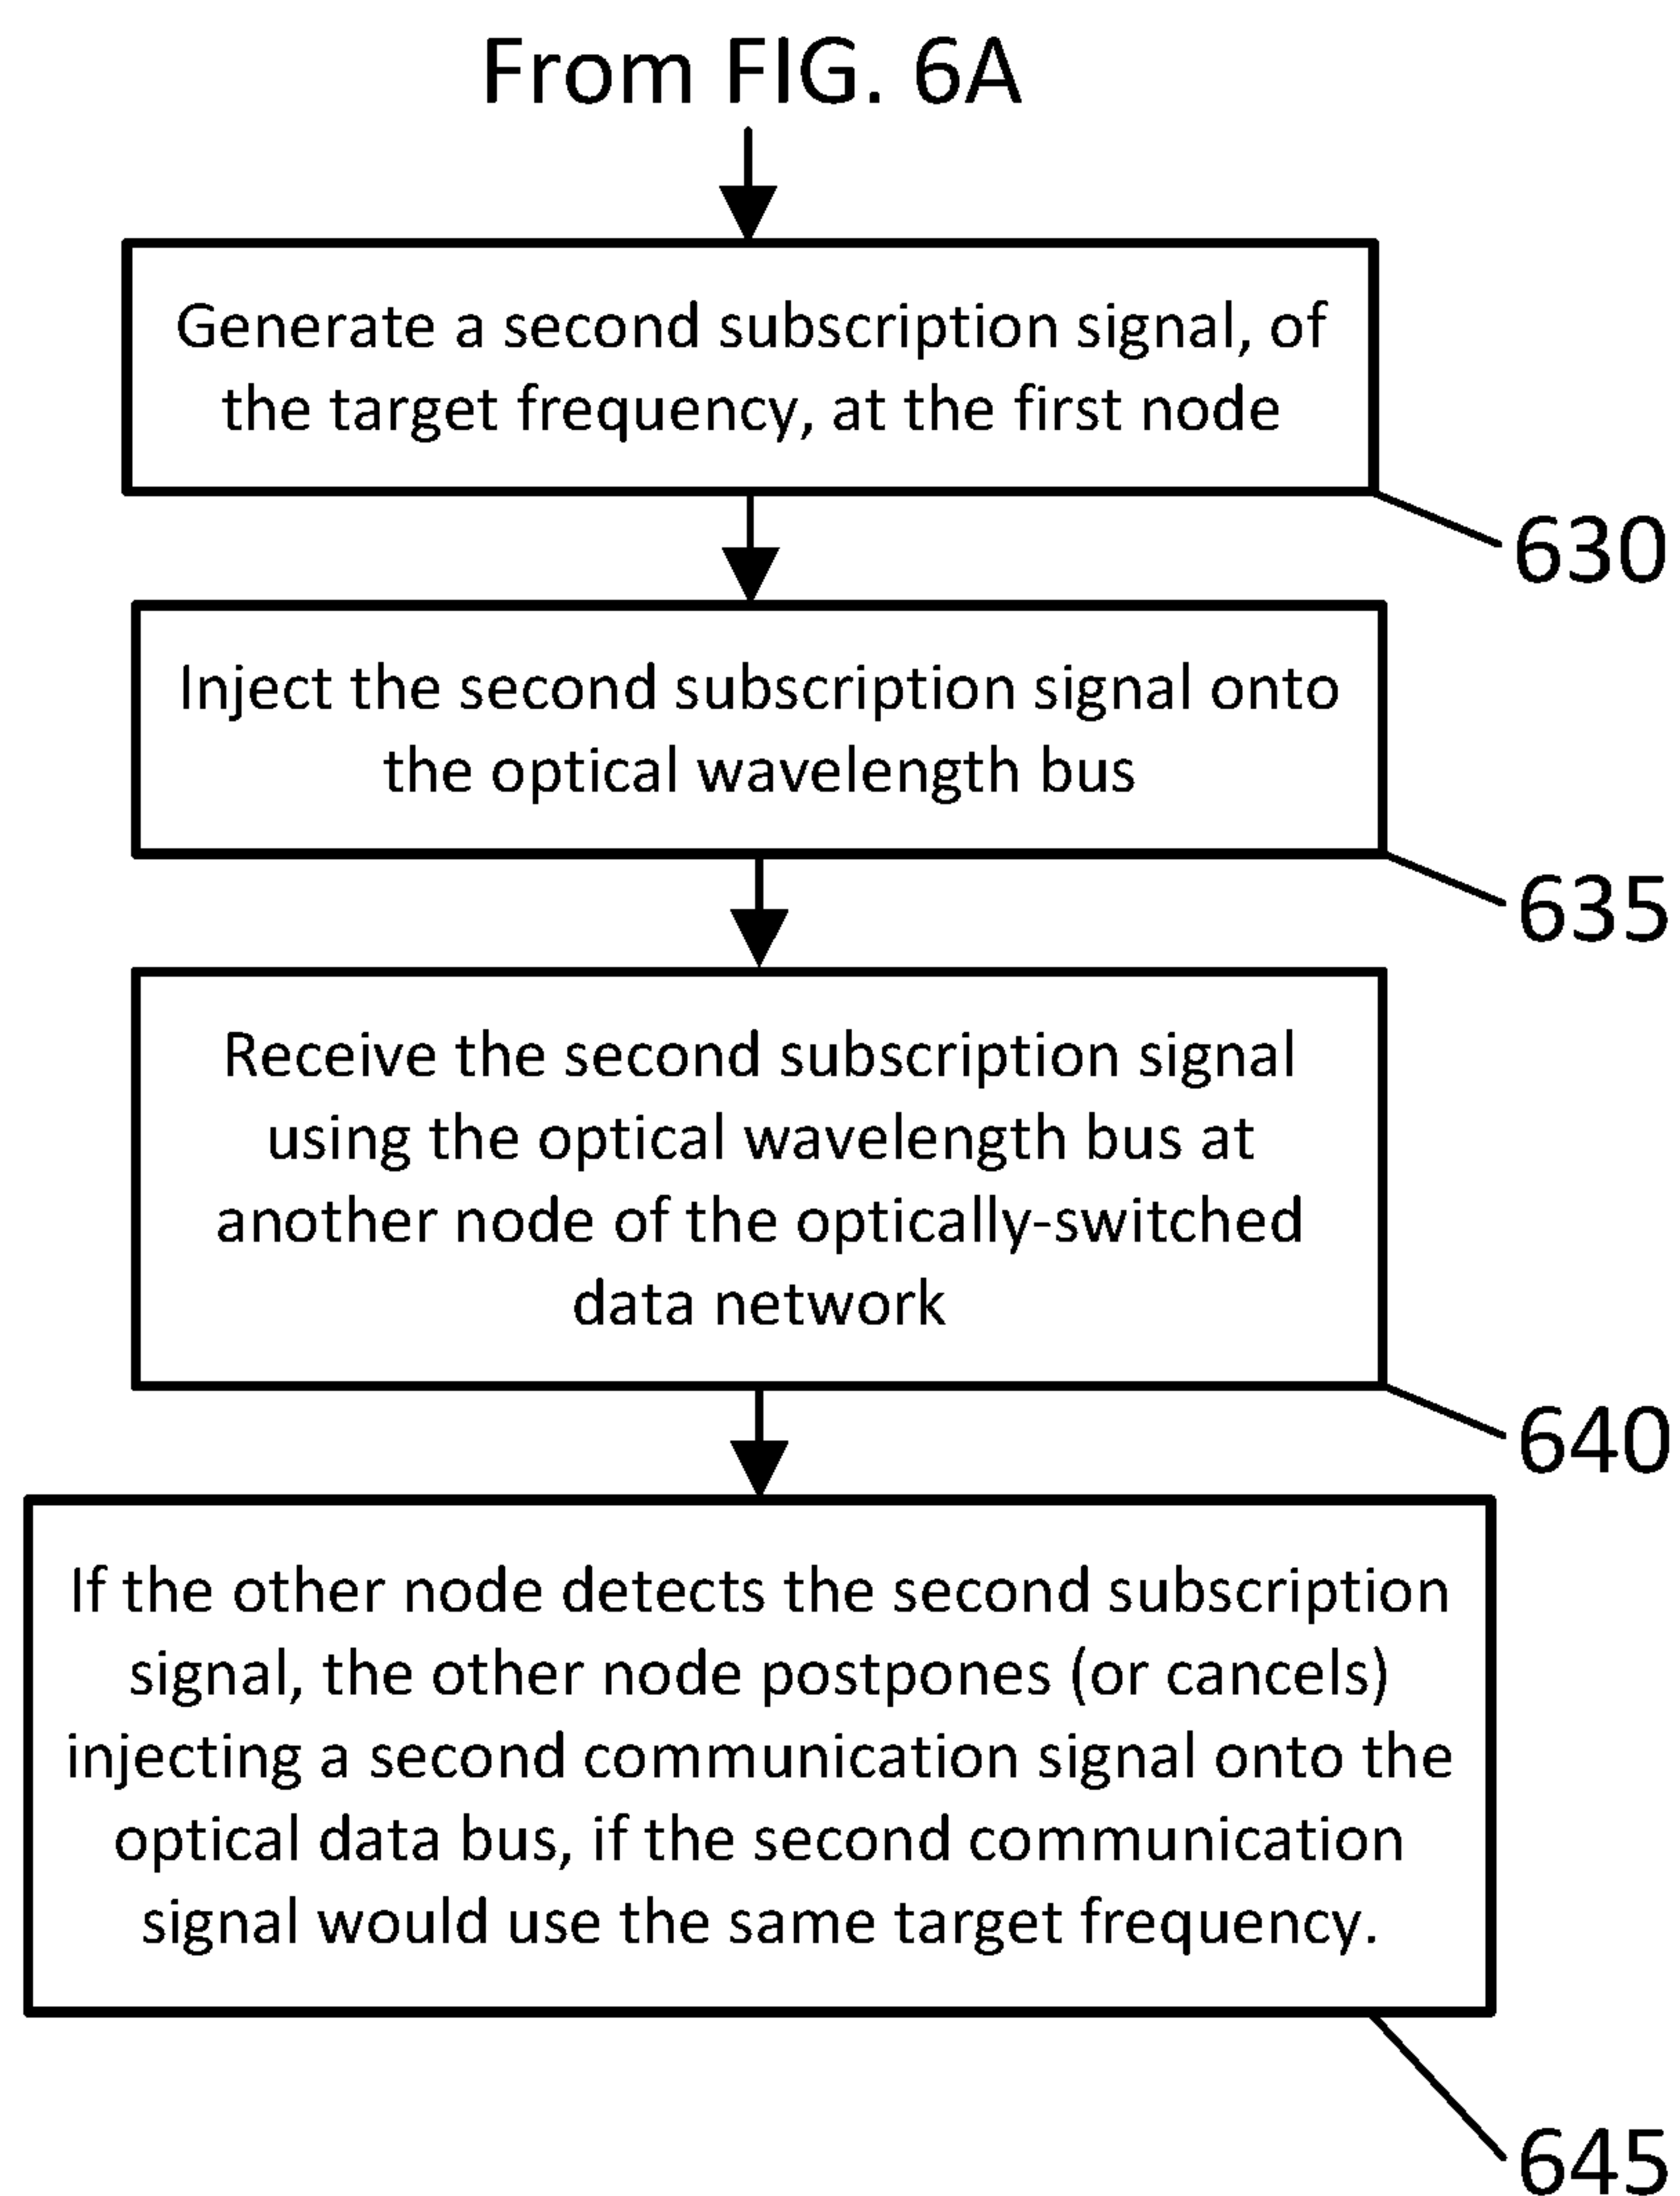 From FIG. 6A
Generate a second subscription signal, of
the target frequency, at the first node
630
Inject the second subscription signal onto
the optical wavelength bus
635
Receive the second subscription signal
using the optical wavelength bus at
another node of the optically-switched
data network
640
If the other node detects the second subscription
signal, the other node postpones (or cancels)
injecting a second communication signal onto the
optical data bus, if the second communication
signal would use the same target frequency.
645